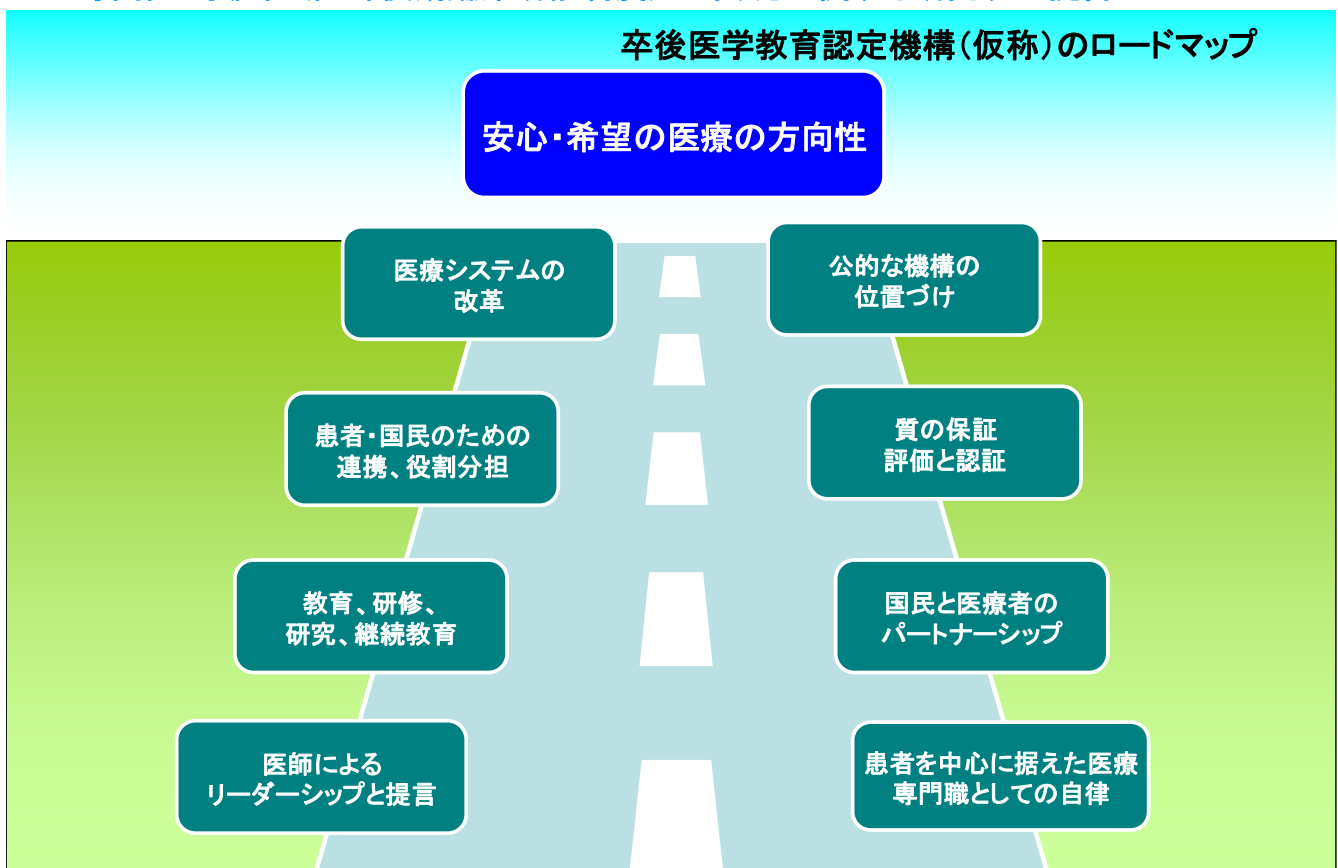 卒後医学教育認定機構(仮称)のロードマップ
安心・希望の医療の方向性
医療システムの
改革
公的な機構の
位置づけ
患者・国民のための
連携、役割分担
質の保証
評価と認証
教育、研修、
研究、継続教育
国民と医療者の
パートナーシップ
医師による
リーダーシップと提言
患者を中心に据えた医療
専門職としての自律